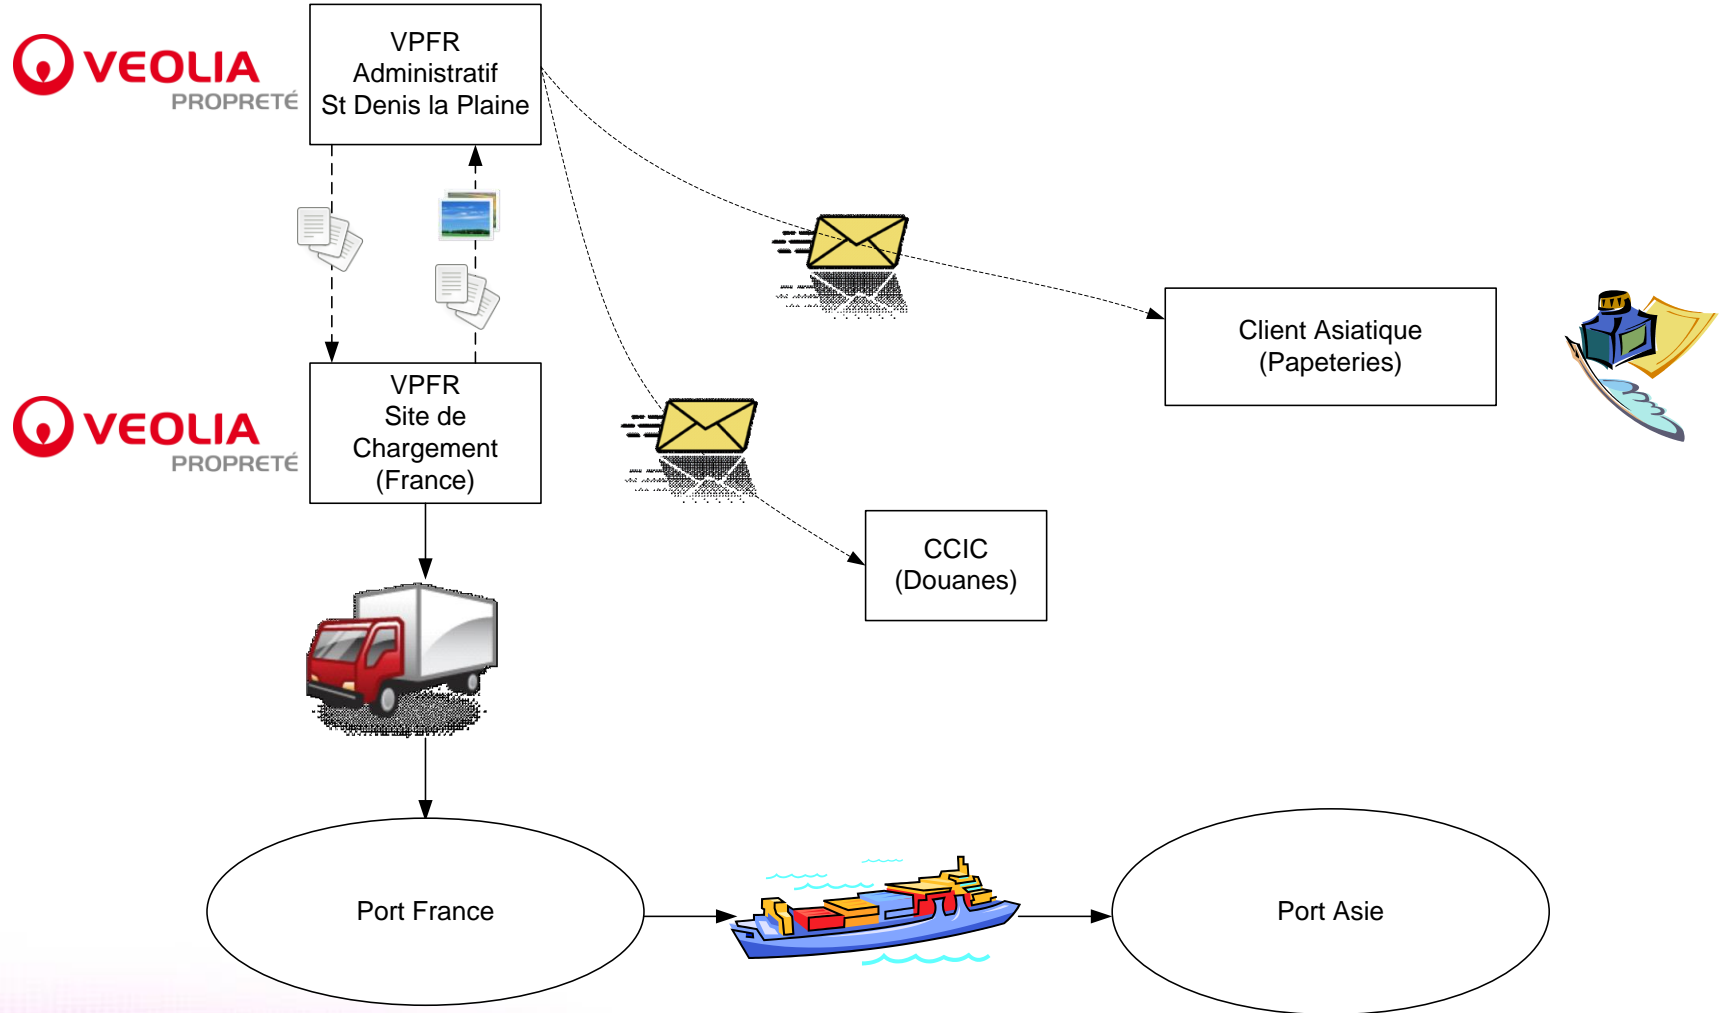 VEOLIA
PROPRETÉ
VPFR
Administratif
St Denis la Plaine
Client Asiatique
(Papeteries)
VEOLIA
PROPRETÉ
VPFR
Site de
Chargement
(France)
CCIC
(Douanes)
Port France
Port Asie